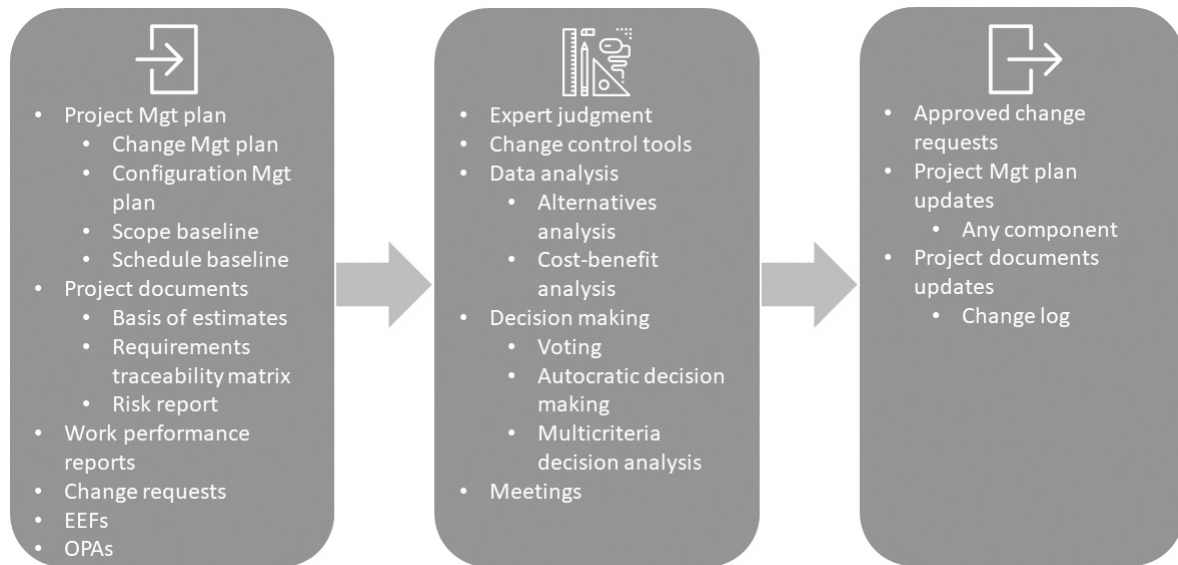 • Project Mgt plan
• Change Mgt plan
• Configuration Mgt
plan
• Scope baseline
• Schedule baseline
• Project documents
• Basis of estimates
• Requirements
traceability matrix
• Risk report
• Work performance
reports
• Change requests
• EEFs
• OPAs
• Expert judgment
• Change control tools
• Data analysis
• Alternatives
analysis
• Cost-benefit
analysis
• Decision making
• Voting
• Autocratic decision
making
• Multicriteria
decision analysis
• Meetings
• Approved change
requests
• Project Mgt plan
updates
• Any component
• Project documents
updates
• Change log